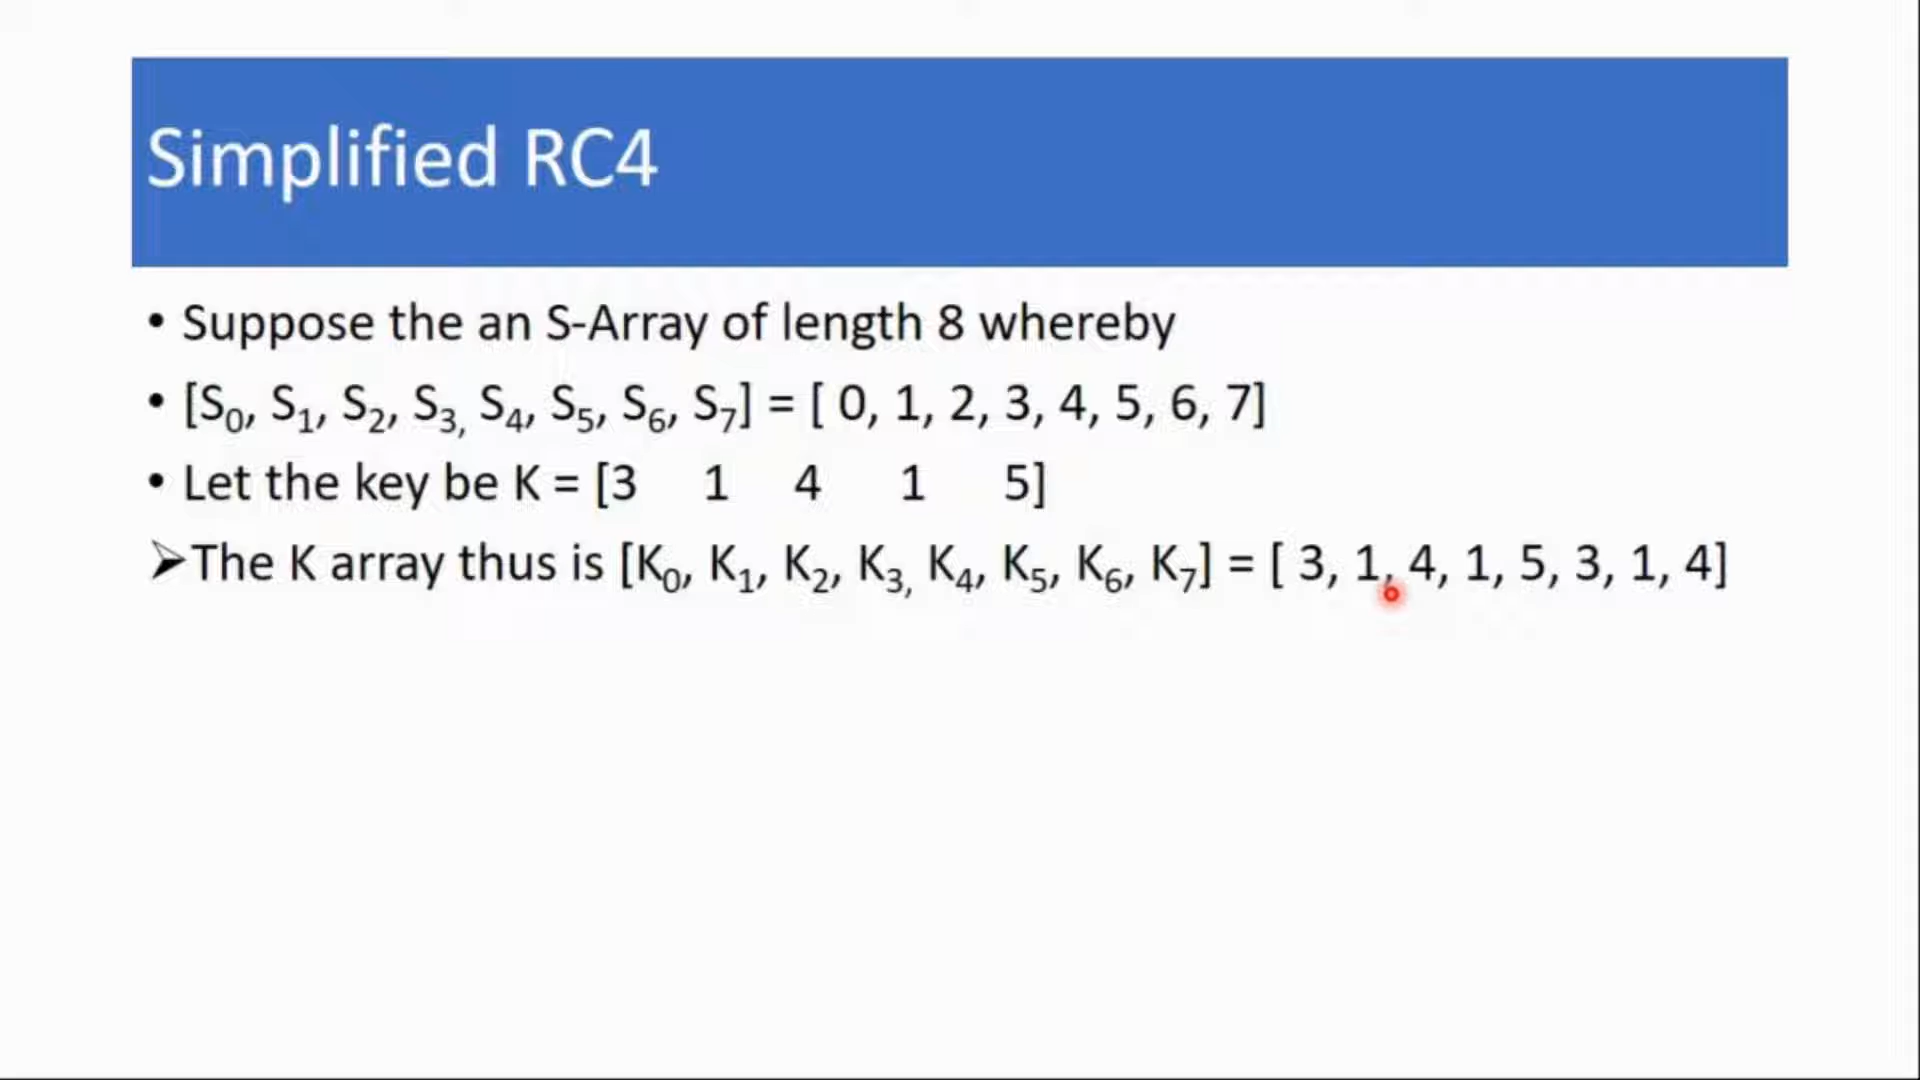 Simplified RC4
• Suppose the an S-Array of length 8 whereby
• [S₀, S₁, S₂, S₃, S₄, S₅, S₆, S₇] = [ 0, 1, 2, 3, 4, 5, 6, 7]
• Let the key be K = [3 1 4 1 5]
➢The K array thus is [K₀, K₁, K₂, K₃, K₄, K₅, K₆, K₇] = [ 3, 1, 4, 1, 5, 3, 1, 4]